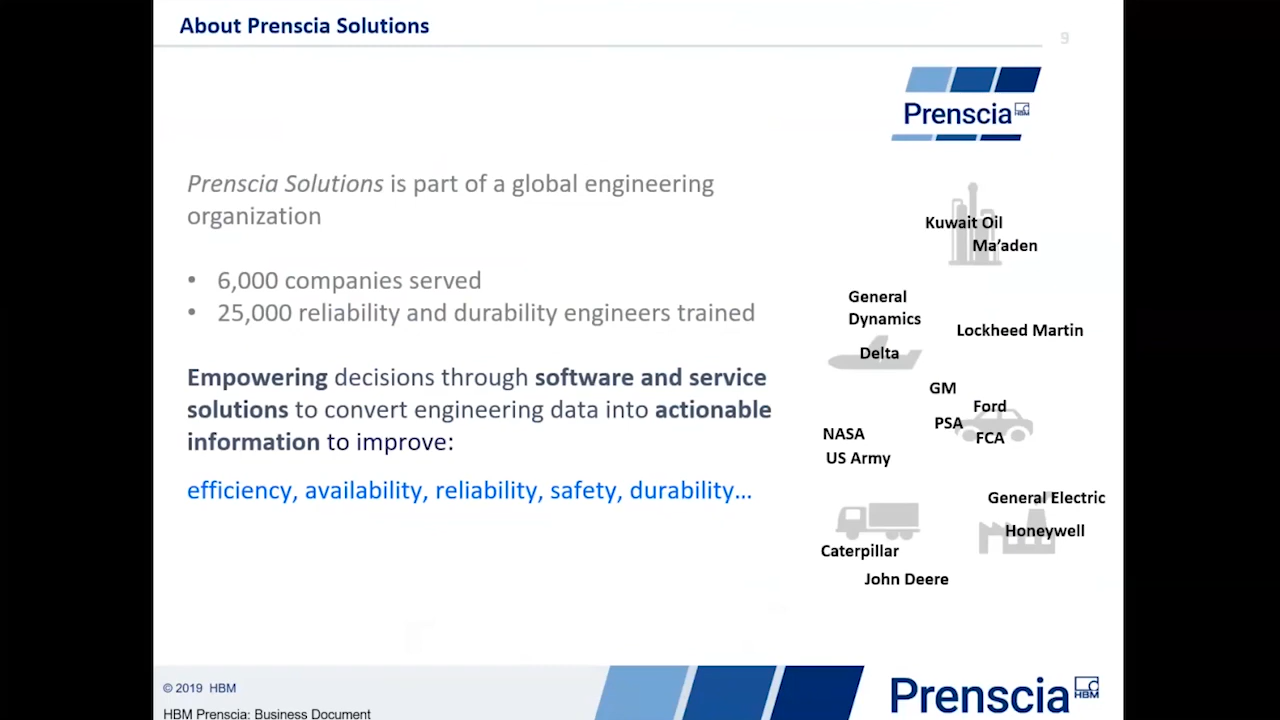 About Prenscia Solutions
9
Prenscia HBM
Prenscia Solutions is part of a global engineering
organization
• 6,000 companies served
• 25,000 reliability and durability engineers trained
Empowering decisions through software and service
solutions to convert engineering data into actionable
information to improve:
efficiency, availability, reliability, safety, durability…
Kuwait Oil
Ma’aden
General
Dynamics
Lockheed Martin
Delta
GM
Ford
PSA
FCA
NASA
US Army
General Electric
Honeywell
Caterpillar
John Deere
© 2019 HBM
HBM Prenscia: Business Document
Prenscia HBM